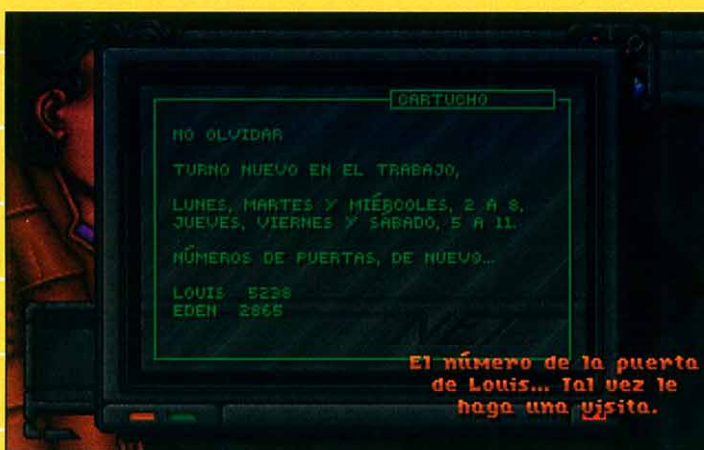 CARTUCHO
NO OLVIDAR
TURNO NUEVO EN EL TRABAJO,
LUNES, MARTES Y MIÉRCOLES, 2 A 8,
JUEVES, VIERNES Y SÁBADO, 5 A 11.
NÚMEROS DE PUERTAS, DE NUEVO...
LOUIS 5238
EDEN 2865
NET
El número de la puerta
de Louis... Tal vez le
haga una visita.